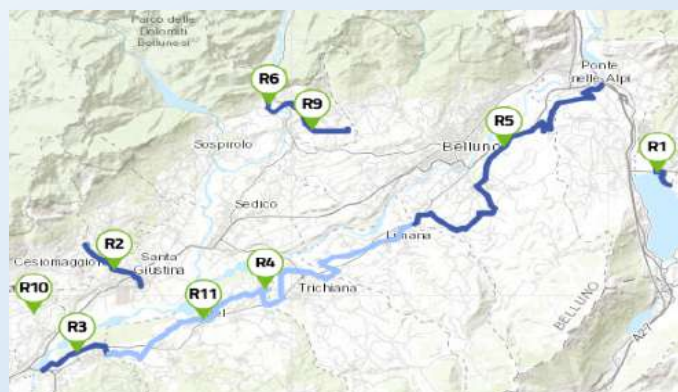 Parco delle
Dolomiti
Bellunesi
Ponte
nelle Alpi
R6
R9
R5
Belluno
R1
Sospirolo
Sedico
Limana
R2
Cesiomaggiore
Santa
Giustina
R4
Trichiana
R10
R11
R3
BELLUNO
A27